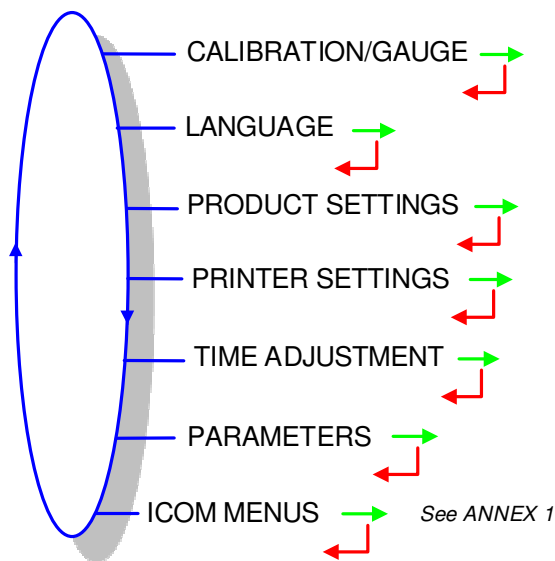 CALIBRATION/GAUGE
LANGUAGE
PRODUCT SETTINGS
PRINTER SETTINGS
TIME ADJUSTMENT
PARAMETERS
ICOM MENUS See ANNEX 1